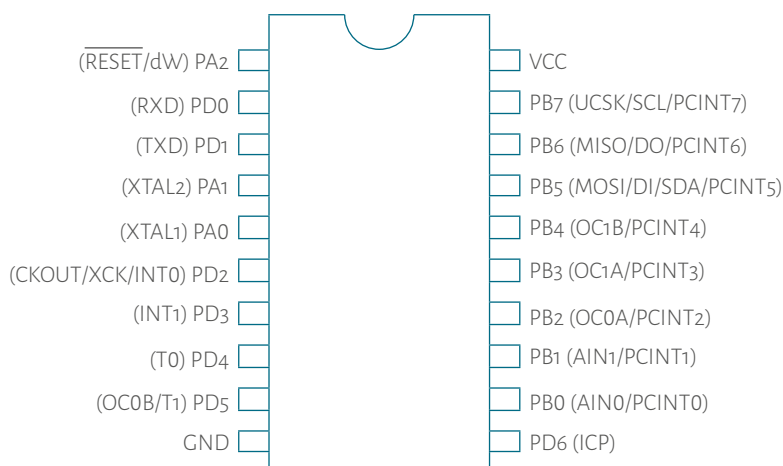 (RESET/dW) PA2
(RXD) PD0
(TXD) PD1
(XTAL2) PA1
(XTAL1) PA0
(CKOUT/XCK/INT0) PD2
(INT1) PD3
(T0) PD4
(OC0B/T1) PD5
GND
VCC
PB7 (UCSK/SCL/PCINT7)
PB6 (MISO/DO/PCINT6)
PB5 (MOSI/DI/SDA/PCINT5)
PB4 (OC1B/PCINT4)
PB3 (OC1A/PCINT3)
PB2 (OC0A/PCINT2)
PB1 (AIN1/PCINT1)
PB0 (AIN0/PCINT0)
PD6 (ICP)